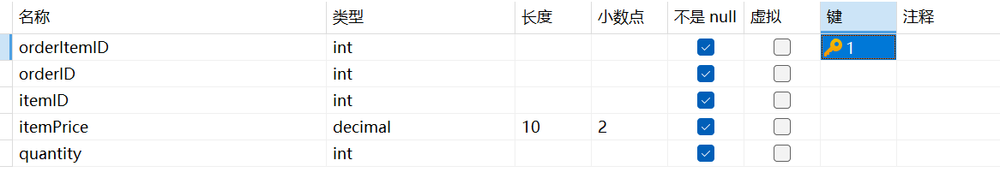 名称 类型 长度 小数点 不是 null 虚拟 键 注释
orderItemID int 1
orderID int
itemID int
itemPrice decimal 10 2
quantity int